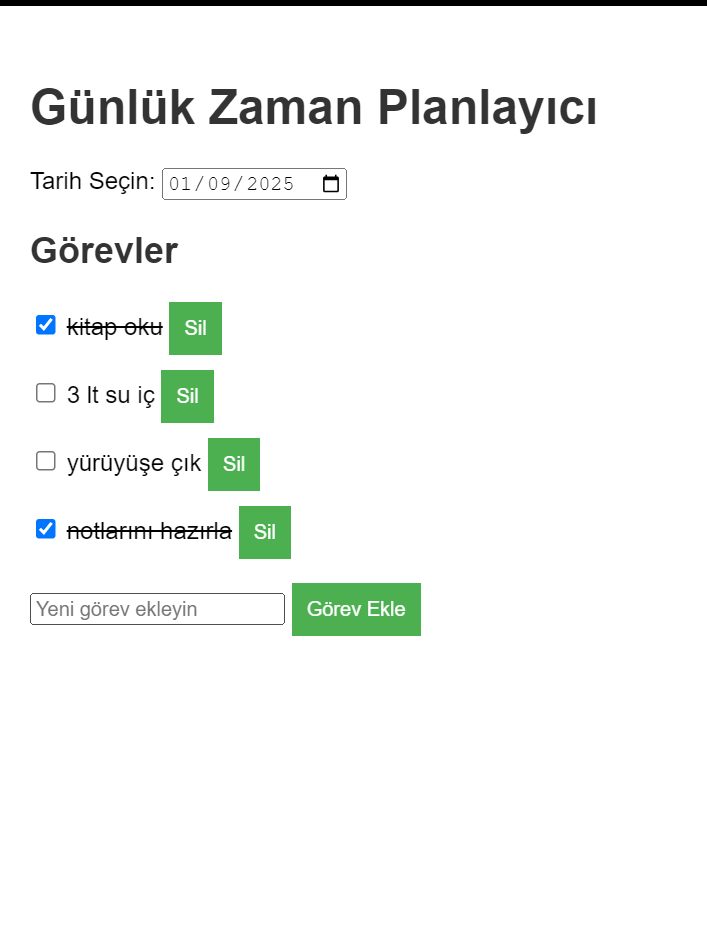 Günlük Zaman Planlayıcı
Tarih Seçin: 01/09/2025
Görevler
kitap oku Sil
3 lt su iç Sil
yürüyüşe çık Sil
notlarını hazırla Sil
Yeni görev ekleyin Görev Ekle